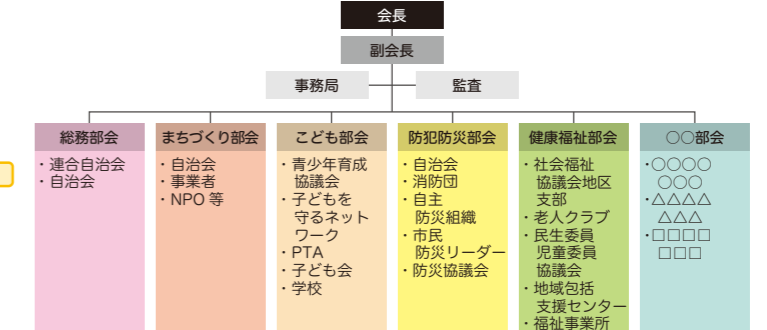 会長
副会長
事務局
監査
総務部会
・連合自治会
・自治会
まちづくり部会
・自治会
・事業者
・NPO 等
こども部会
・青少年育成
協議会
・子どもを
守るネット
ワーク
・PTA
・子ども会
・学校
防犯防災部会
・自治会
・消防団
・自主
防災組織
・市民
防災リーダー
・防災協議会
健康福祉部会
・社会福祉
協議会地区
支部
・老人クラブ
・民生委員
児童委員
協議会
・地域包括
支援センター
・福祉事業所
○○部会
・○○○○
○○○
・△△△△
△△△
・□□□□
□□□